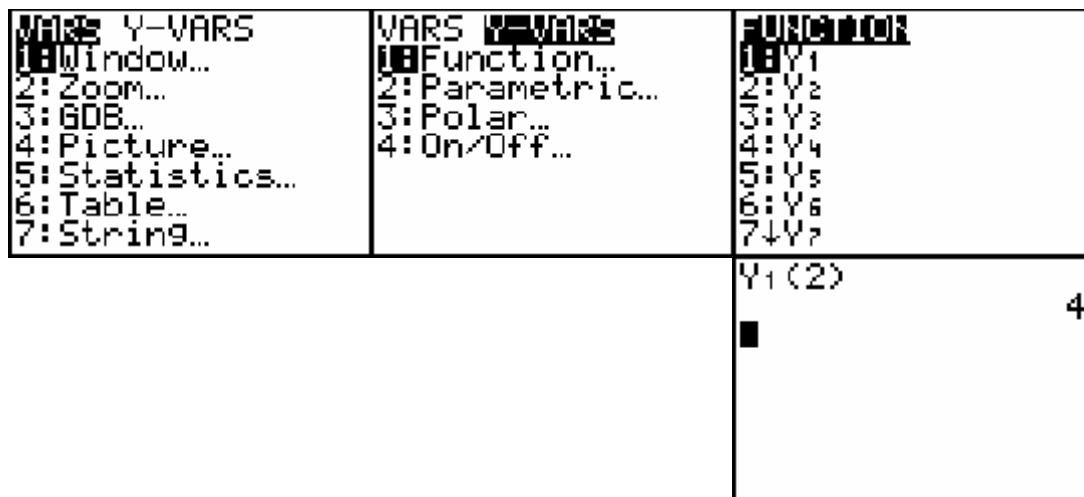 VARS Y-VARS
1:Window…
2:Zoom…
3:GDB…
4:Picture…
5:Statistics…
6:Table…
7:String…
VARS Y-VARS
1:Function…
2:Parametric…
3:Polar…
4:On/Off…
FUNCTION
1:Y₁
2:Y₂
3:Y₃
4:Y₄
5:Y₅
6:Y₆
7↓Y₇
Y₁(2)
4